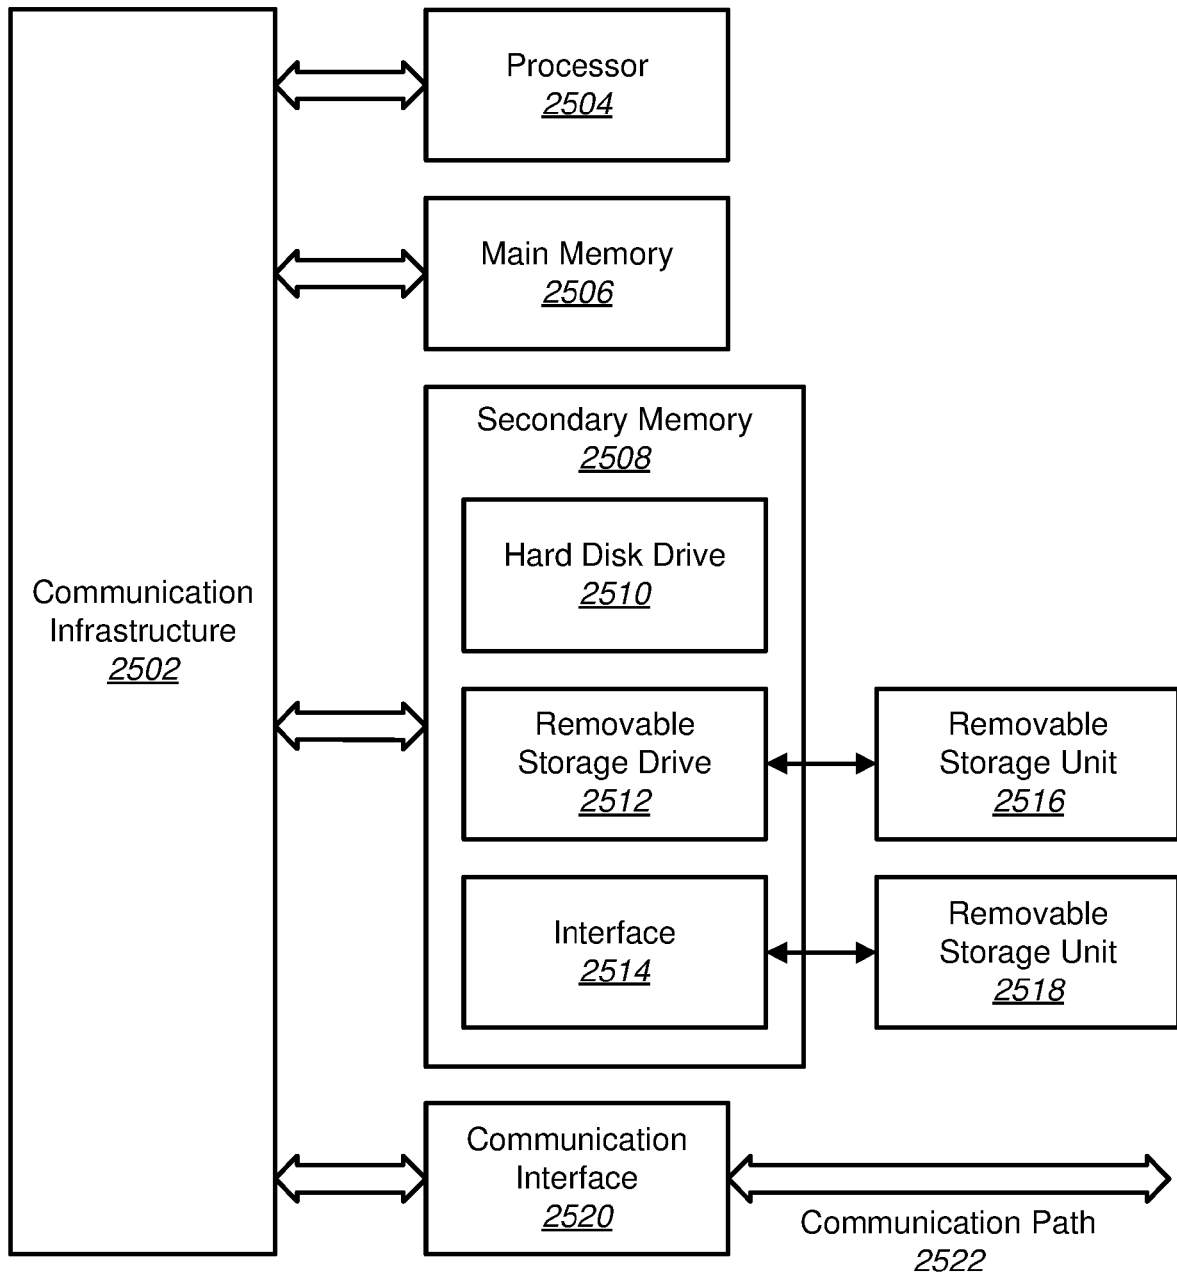 Processor
2504
Main Memory
2506
Secondary Memory
2508
Hard Disk Drive
2510
Communication
Infrastructure
2502
Removable
Storage Drive
2512
Removable
Storage Unit
2516
Interface
2514
Removable
Storage Unit
2518
Communication
Interface
2520
Communication Path
2522